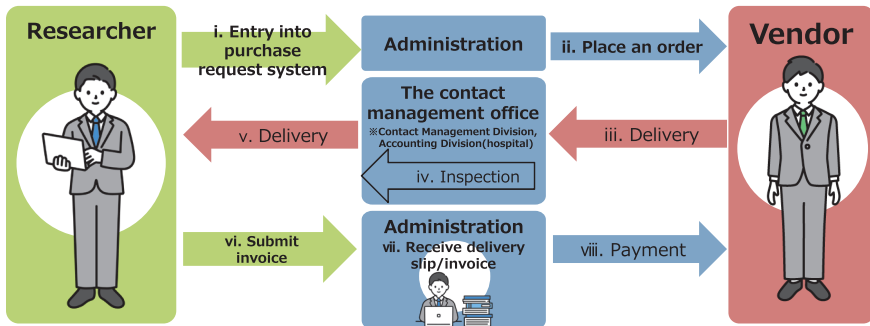 Researcher
i. Entry into
purchase
request system
Administration
ii. Place an order
Vendor
The contact
management office
※Contact Management Division,
Accounting Division(hospital)
iii. Delivery
iv. Inspection
v. Delivery
vi. Submit
invoice
Administration
vii. Receive delivery
slip/invoice
viii. Payment